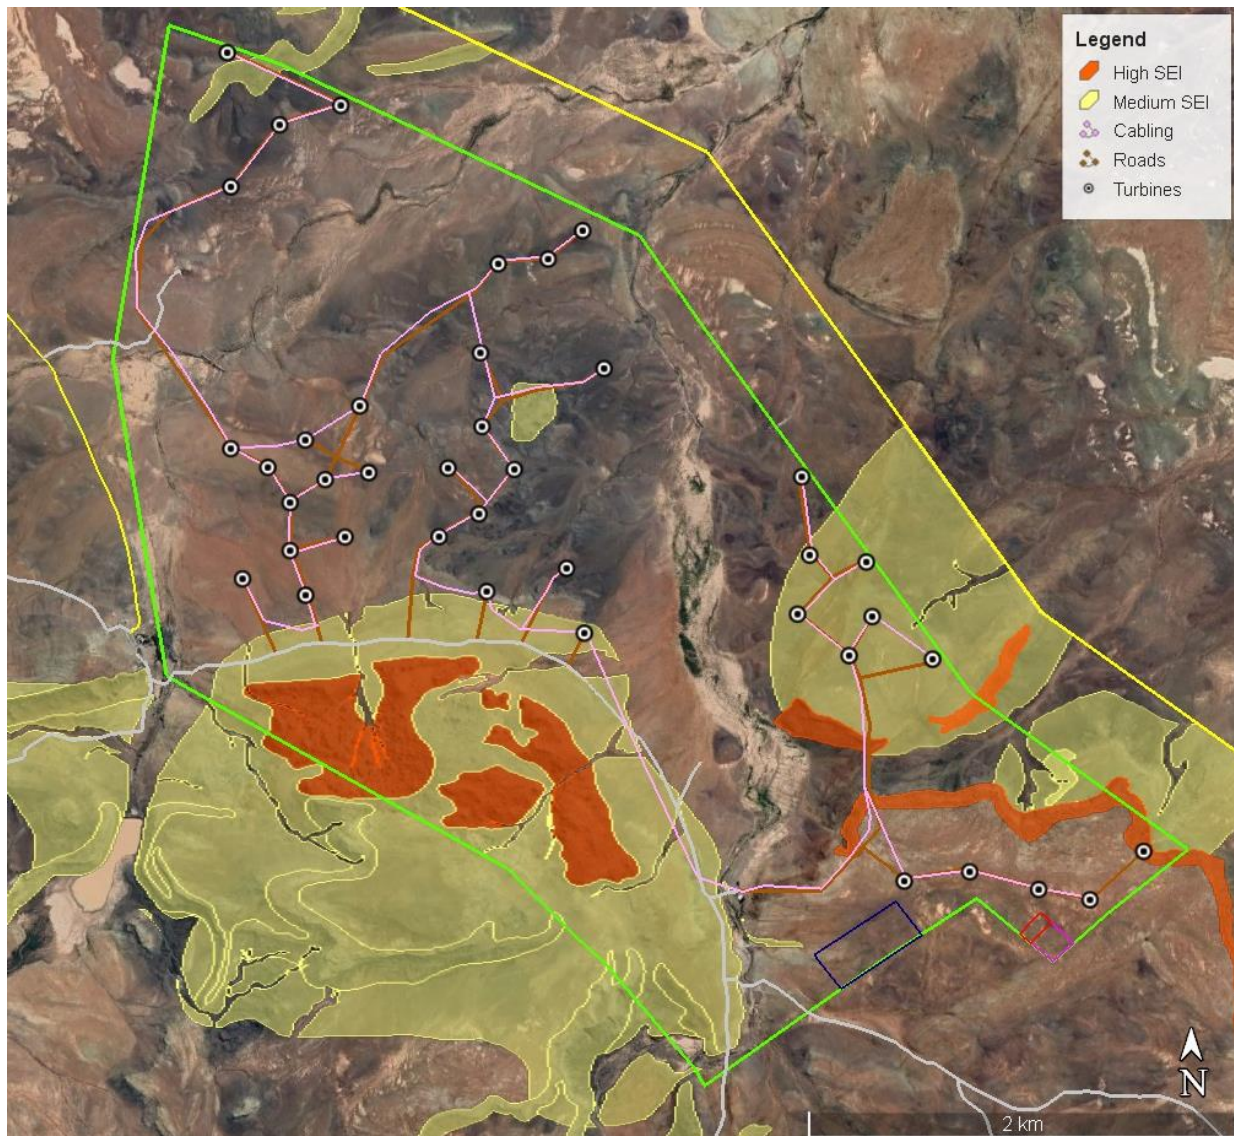 Legend
High SEI
Medium SEI
Cabling
Roads
Turbines
N
2 km